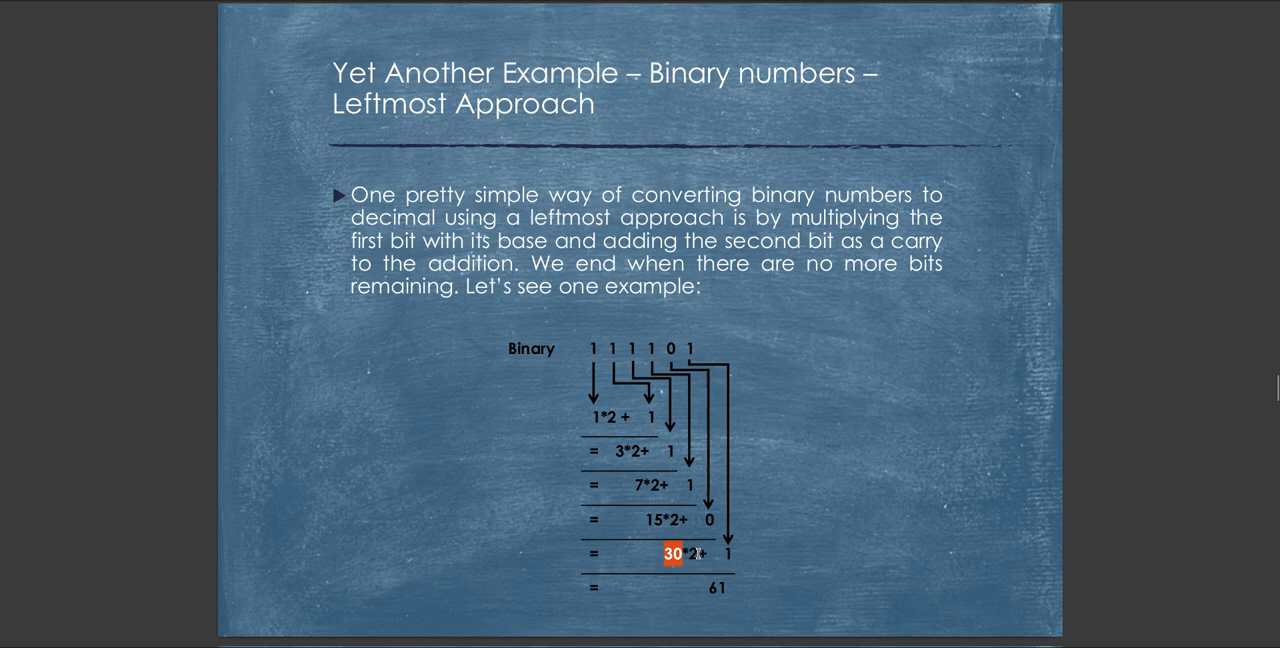 Yet Another Example – Binary numbers –
Leftmost Approach
One pretty simple way of converting binary numbers to
decimal using a leftmost approach is by multiplying the
first bit with its base and adding the second bit as a carry
to the addition. We end when there are no more bits
remaining. Let's see one example:
Binary 1 1 1 1 0 1
1*2 + 1
= 3*2+ 1
= 7*2+ 1
= 15*2+ 0
= 30*2+ 1
= 61